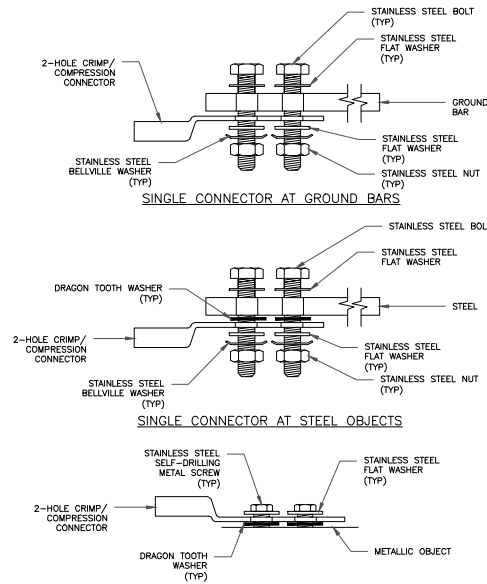 STAINLESS STEEL BOLT
(TYP)
STAINLESS STEEL
FLAT WASHER
(TYP)
2-HOLE CRIMP/
COMPRESSION
CONNECTOR
GROUND
BAR
STAINLESS STEEL
FLAT WASHER
(TYP)
STAINLESS STEEL
BELLVILLE WASHER
(TYP)
STAINLESS STEEL NUT
(TYP)
SINGLE CONNECTOR AT GROUND BARS
STAINLESS STEEL BOL
STAINLESS STEEL
FLAT WASHER
DRAGON TOOTH WASHER
(TYP)
STEEL
2-HOLE CRIMP/
COMPRESSION
CONNECTOR
STAINLESS STEEL
FLAT WASHER
(TYP)
STAINLESS STEEL
BELLVILLE WASHER
(TYP)
STAINLESS STEEL NUT
(TYP)
SINGLE CONNECTOR AT STEEL OBJECTS
STAINLESS STEEL
SELF-DRILLING
METAL SCREW
(TYP)
STAINLESS STEEL
FLAT WASHER
(TYP)
2-HOLE CRIMP/
COMPRESSION
CONNECTOR
DRAGON TOOTH
WASHER
(TYP)
METALLIC OBJECT